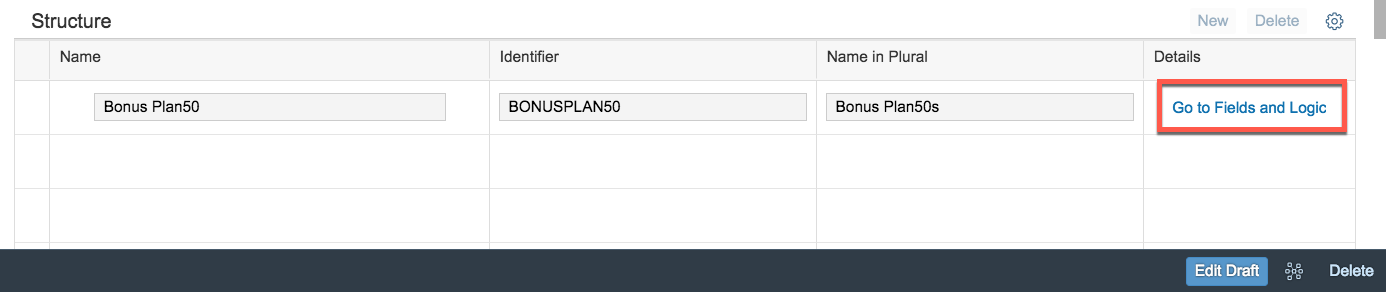 Structure New Delete
Name Identifier Name in Plural Details
Bonus Plan50 BONUSPLAN50 Bonus Plan50s Go to Fields and Logic
Edit Draft Delete